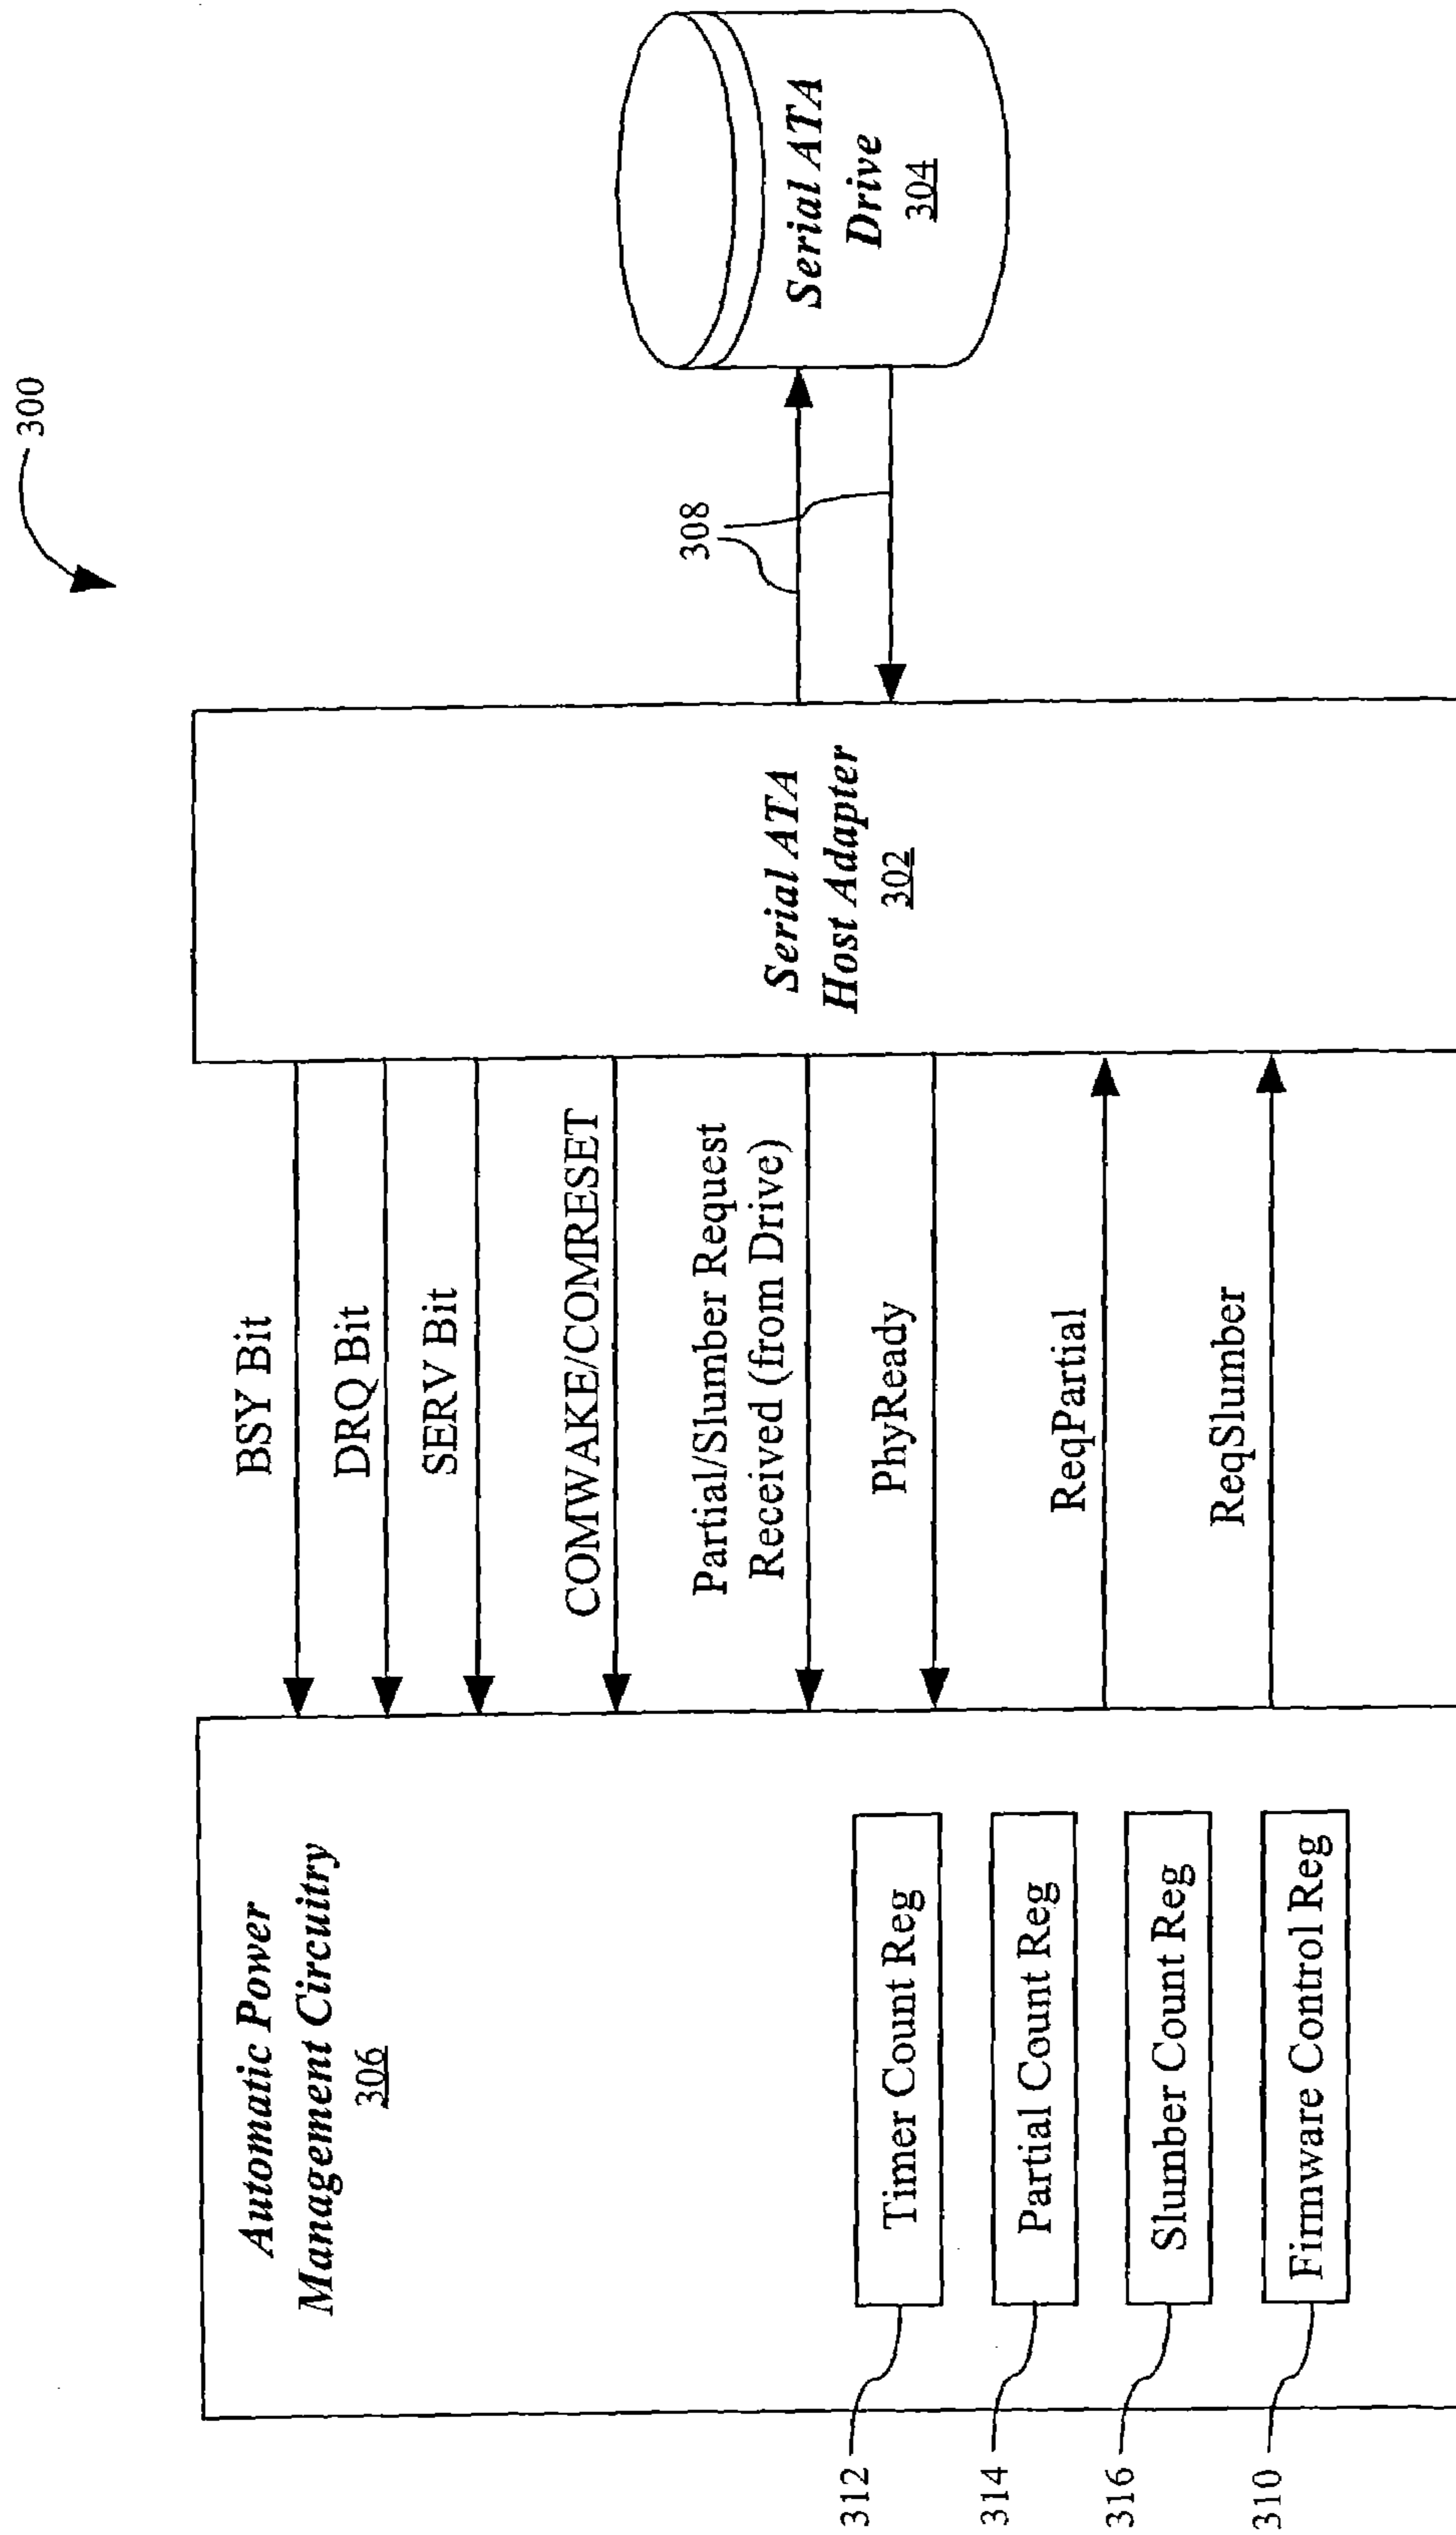 300
Automatic Power
Management Circuitry
306
BSY Bit
DRQ Bit
SERV Bit
COMWAKE/COMRESET
Partial/Slumber Request
Received (from Drive)
PhyReady
ReqPartial
ReqSlumber
312
Timer Count Reg
314
Partial Count Reg
316
Slumber Count Reg
310
Firmware Control Reg
Serial ATA
Host Adapter
302
308
Serial ATA
Drive
304